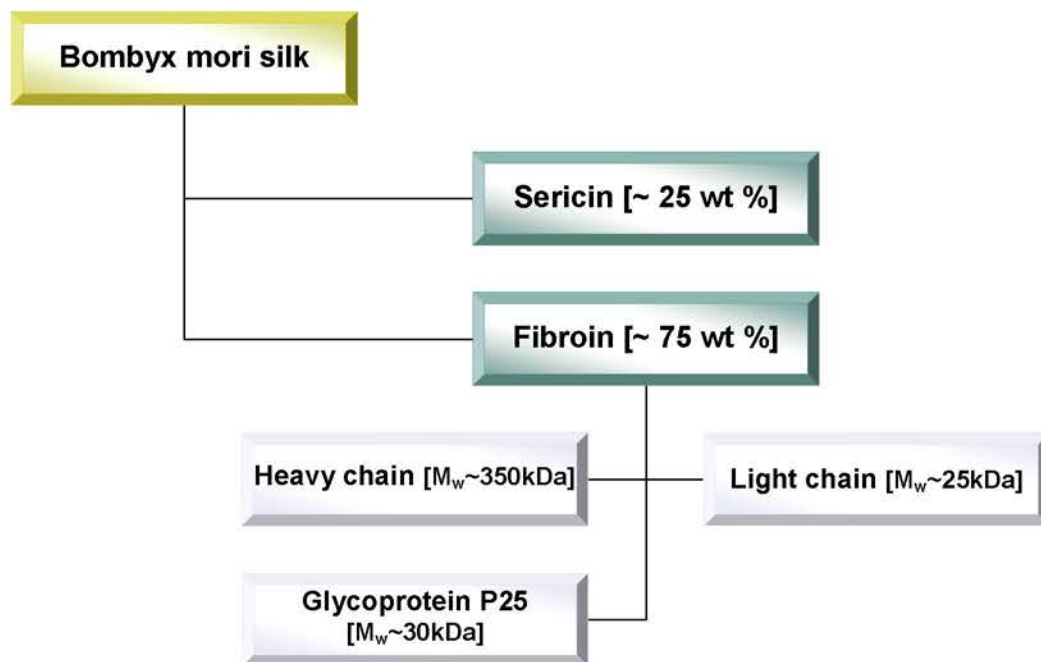 Bombyx mori silk
Sericin [~ 25 wt %]
Fibroin [~ 75 wt %]
Heavy chain [Mw~350kDa]
Light chain [Mw~25kDa]
Glycoprotein P25
[Mw~30kDa]